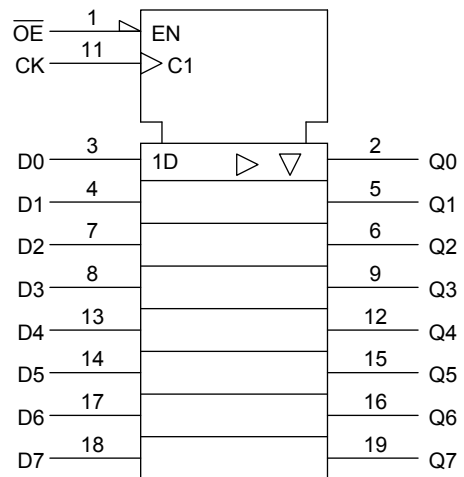 O̅E̅ 1 EN
CK 11 C1
D0 3 1D 2 Q0
D1 4 5 Q1
D2 7 6 Q2
D3 8 9 Q3
D4 13 12 Q4
D5 14 15 Q5
D6 17 16 Q6
D7 18 19 Q7